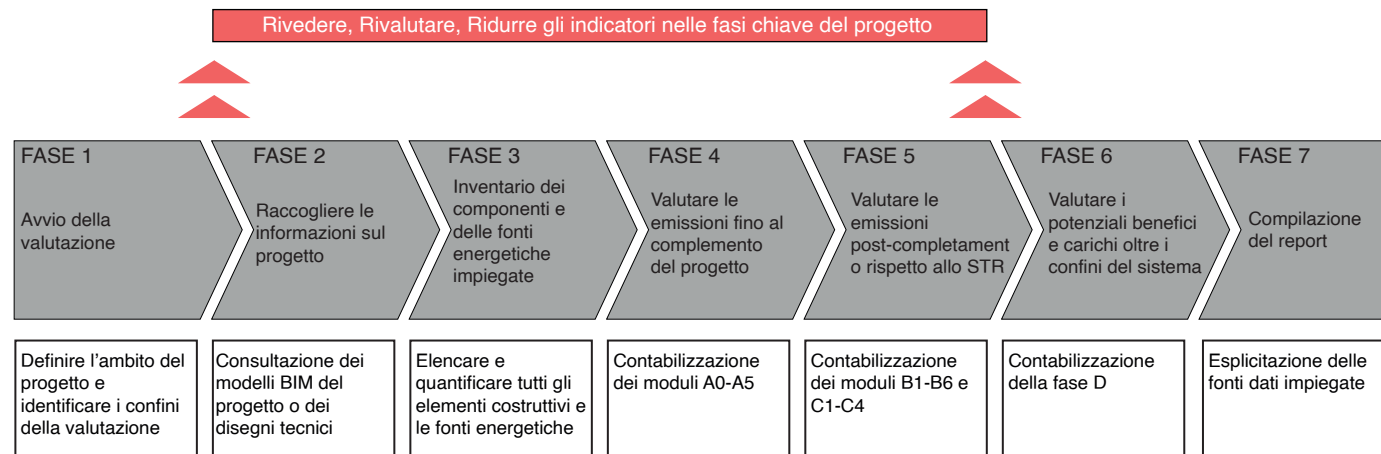 Rivedere, Rivalutare, Ridurre gli indicatori nelle fasi chiave del progetto
FASE 1
Avvio della
valutazione
FASE 2
Raccogliere le
informazioni sul
progetto
FASE 3
Inventario dei
componenti e
delle fonti
energetiche
impiegate
FASE 4
Valutare le
emissioni fino al
complemento
del progetto
FASE 5
Valutare le
emissioni
post-completament
o rispetto allo STR
FASE 6
Valutare i
potenziali benefici
e carichi oltre i
confini del sistema
FASE 7
Compilazione
del report
Definire l’ambito del
progetto e
identificare i confini
della valutazione
Consultazione dei
modelli BIM del
progetto o dei
disegni tecnici
Elencare e
quantificare tutti gli
elementi costruttivi e
le fonti energetiche
Contabilizzazione
dei moduli A0-A5
Contabilizzazione
dei moduli B1-B6 e
C1-C4
Contabilizzazione
della fase D
Esplicitazione delle
fonti dati impiegate